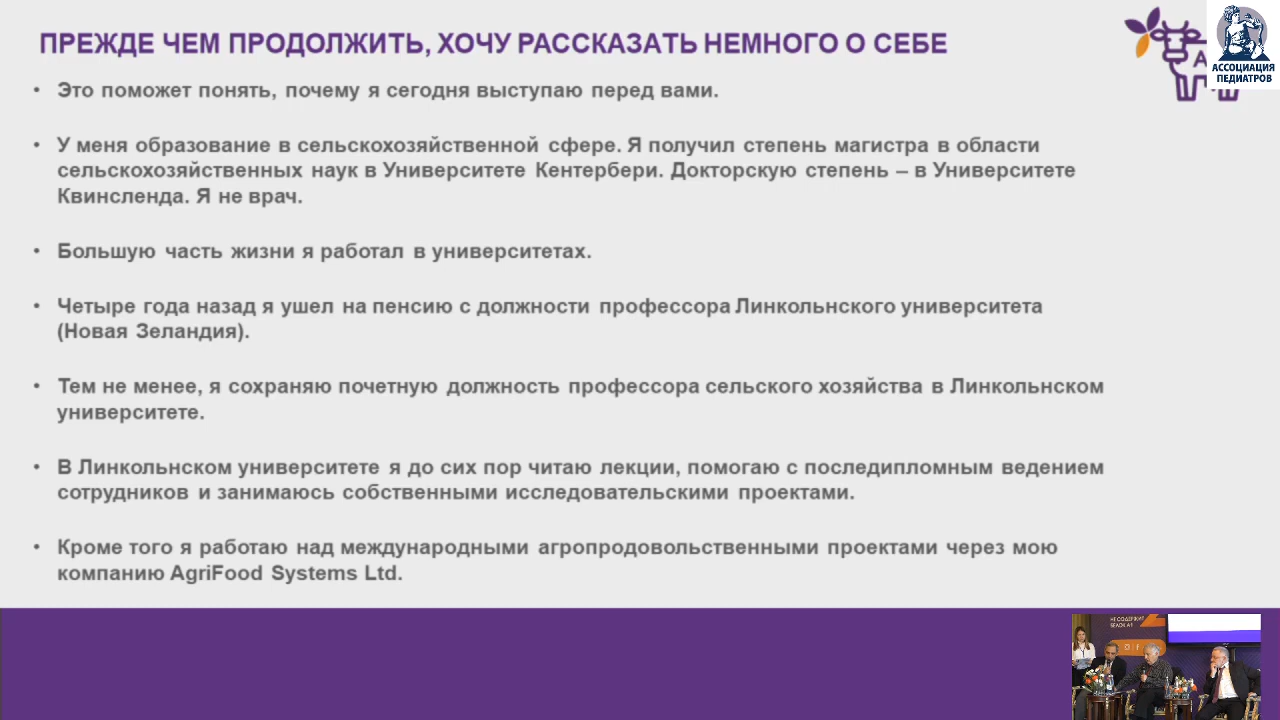 ПРЕЖДЕ ЧЕМ ПРОДОЛЖИТЬ, ХОЧУ РАССКАЗАТЬ НЕМНОГО О СЕБЕ
АССОЦИАЦИЯ
ПЕДИАТРОВ
• Это поможет понять, почему я сегодня выступаю перед вами.
• У меня образование в сельскохозяйственной сфере. Я получил степень магистра в области
сельскохозяйственных наук в Университете Кентербери. Докторскую степень – в Университете
Квинсленда. Я не врач.
• Большую часть жизни я работал в университетах.
• Четыре года назад я ушел на пенсию с должности профессора Линкольнского университета
(Новая Зеландия).
• Тем не менее, я сохраняю почетную должность профессора сельского хозяйства в Линкольнском
университете.
• В Линкольнском университете я до сих пор читаю лекции, помогаю с последипломным ведением
сотрудников и занимаюсь собственными исследовательскими проектами.
• Кроме того я работаю над международными агропродовольственными проектами через мою
компанию AgriFood Systems Ltd.
НЕ СОДЕРЖИТ
БЕЛОК А1